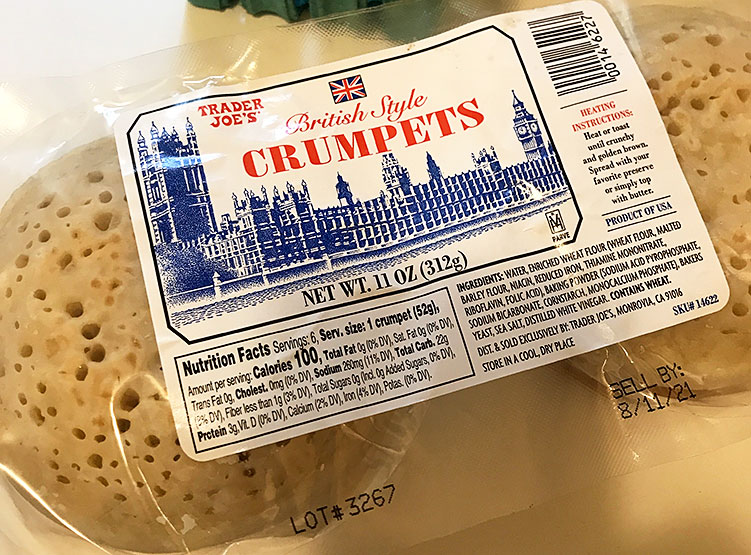 TRADER
JOE'S®
British Style
CRUMPETS
NET WT. 11 OZ (312g)
PARVE
0014 6227
HEATING
INSTRUCTIONS:
Heat or toast
until crunchy
and golden brown.
Spread with your
favorite preserve
or simply top
with butter.
PRODUCT OF USA
Nutrition Facts Servings: 6, Serv. size: 1 crumpet (52g),
Amount per serving: Calories 100, Total Fat 0g (0% DV), Sat. Fat 0g (0% DV),
Trans Fat 0g, Cholest. 0mg (0% DV), Sodium 260mg (11% DV), Total Carb. 22g
(8% DV), Fiber less than 1g (3% DV), Total Sugars 0g (Incl. 0g Added Sugars, 0% DV),
Protein 3g, Vit. D (0% DV), Calcium (2% DV), Iron (4% DV), Potas. (0% DV).
INGREDIENTS: WATER, ENRICHED WHEAT FLOUR (WHEAT FLOUR, MALTED
BARLEY FLOUR, NIACIN, REDUCED IRON, THIAMINE MONONITRATE,
RIBOFLAVIN, FOLIC ACID), BAKING POWDER (SODIUM ACID PYROPHOSPHATE,
SODIUM BICARBONATE, CORNSTARCH, MONOCALCIUM PHOSPHATE), BAKERS
YEAST, SEA SALT, DISTILLED WHITE VINEGAR. CONTAINS WHEAT.
DIST. & SOLD EXCLUSIVELY BY: TRADER JOE'S, MONROVIA, CA 91016
STORE IN A COOL, DRY PLACE
SKU# 14622
SELL BY:
8/11/21
LOT# 3267